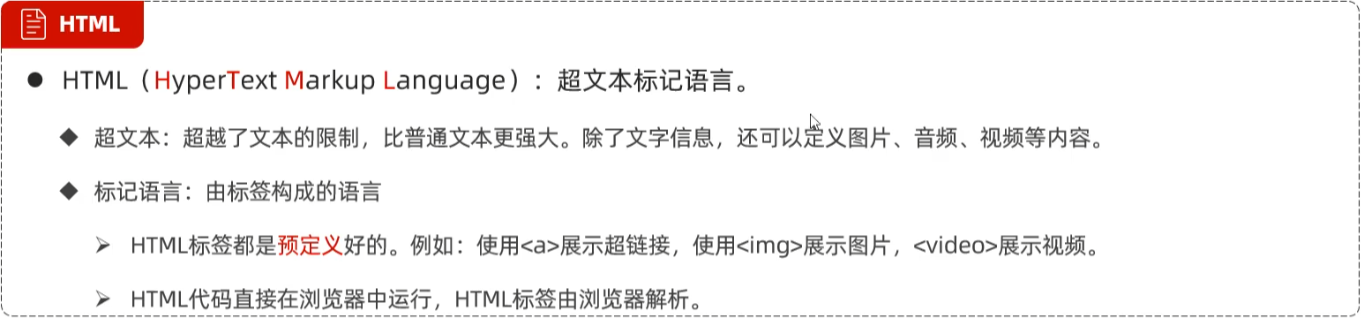 HTML
HTML（HyperText Markup Language）：超文本标记语言。
超文本：超越了文本的限制，比普通文本更强大。除了文字信息，还可以定义图片、音频、视频等内容。
标记语言：由标签构成的语言
HTML标签都是预定义好的。例如：使用<a>展示超链接，使用<img>展示图片，<video>展示视频。
HTML代码直接在浏览器中运行，HTML标签由浏览器解析。